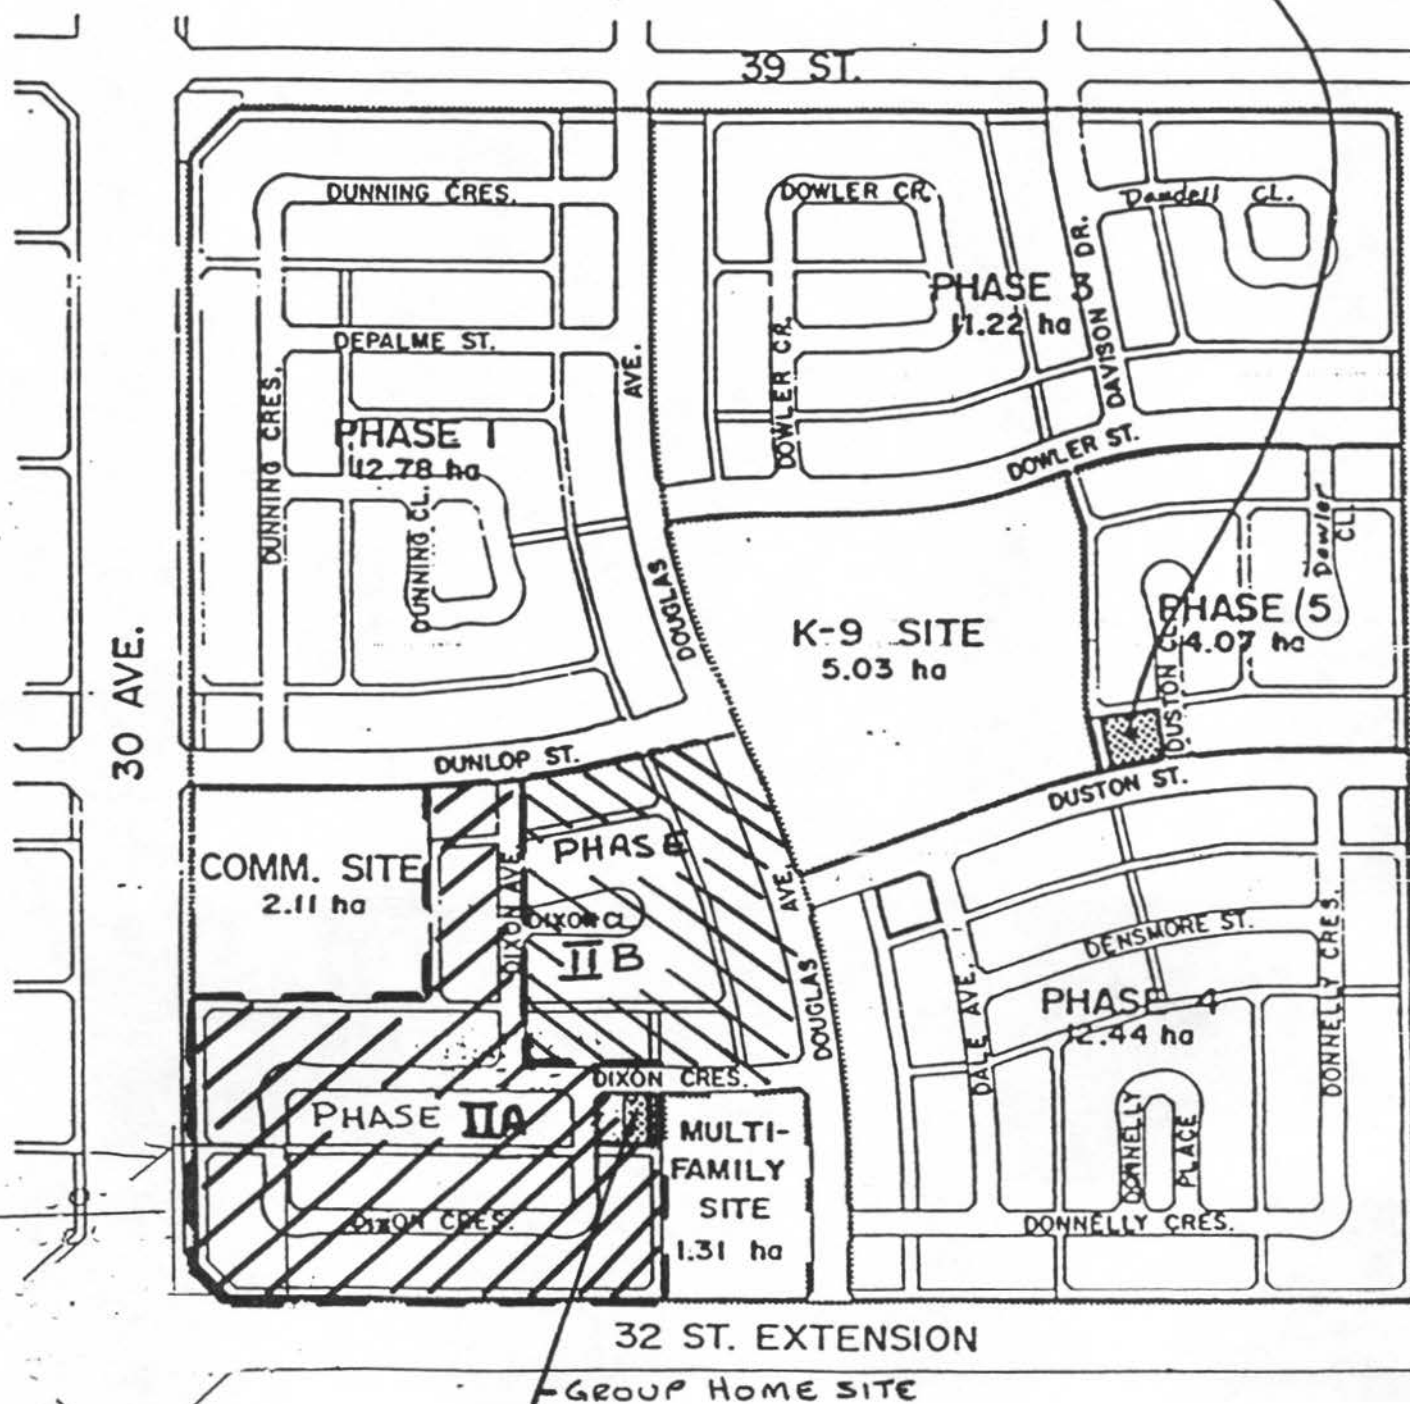 39 ST.
DUNNING CRES.
DOWLER CR.
Dandell CL.
PHASE 3
11.22 ha
DAVISON DR.
DEPALME ST.
AVE.
DOWLER CR.
DUNNING CRES.
PHASE 1
12.78 ha
DUNNING CL.
DOWLER ST.
Dowler CL.
DOUGLAS
K-9 SITE
5.03 ha
PHASE 5
4.07 ha
DUSTON CL.
30 AVE.
DUNLOP ST.
DUSTON ST.
COMM. SITE
2.11 ha
DIXON AVE.
PHASE
DIXON CL
II B
AVE.
DOUGLAS
DENSMORE ST.
DALE AVE.
PHASE 4
12.44 ha
DONNELLY CRES.
DIXON CRES.
PHASE IIA
MULTI-
FAMILY
SITE
1.31 ha
DONNELLY
PLACE
DIXON CRES.
DONNELLY CRES.
32 ST. EXTENSION
-GROUP HOME SITE